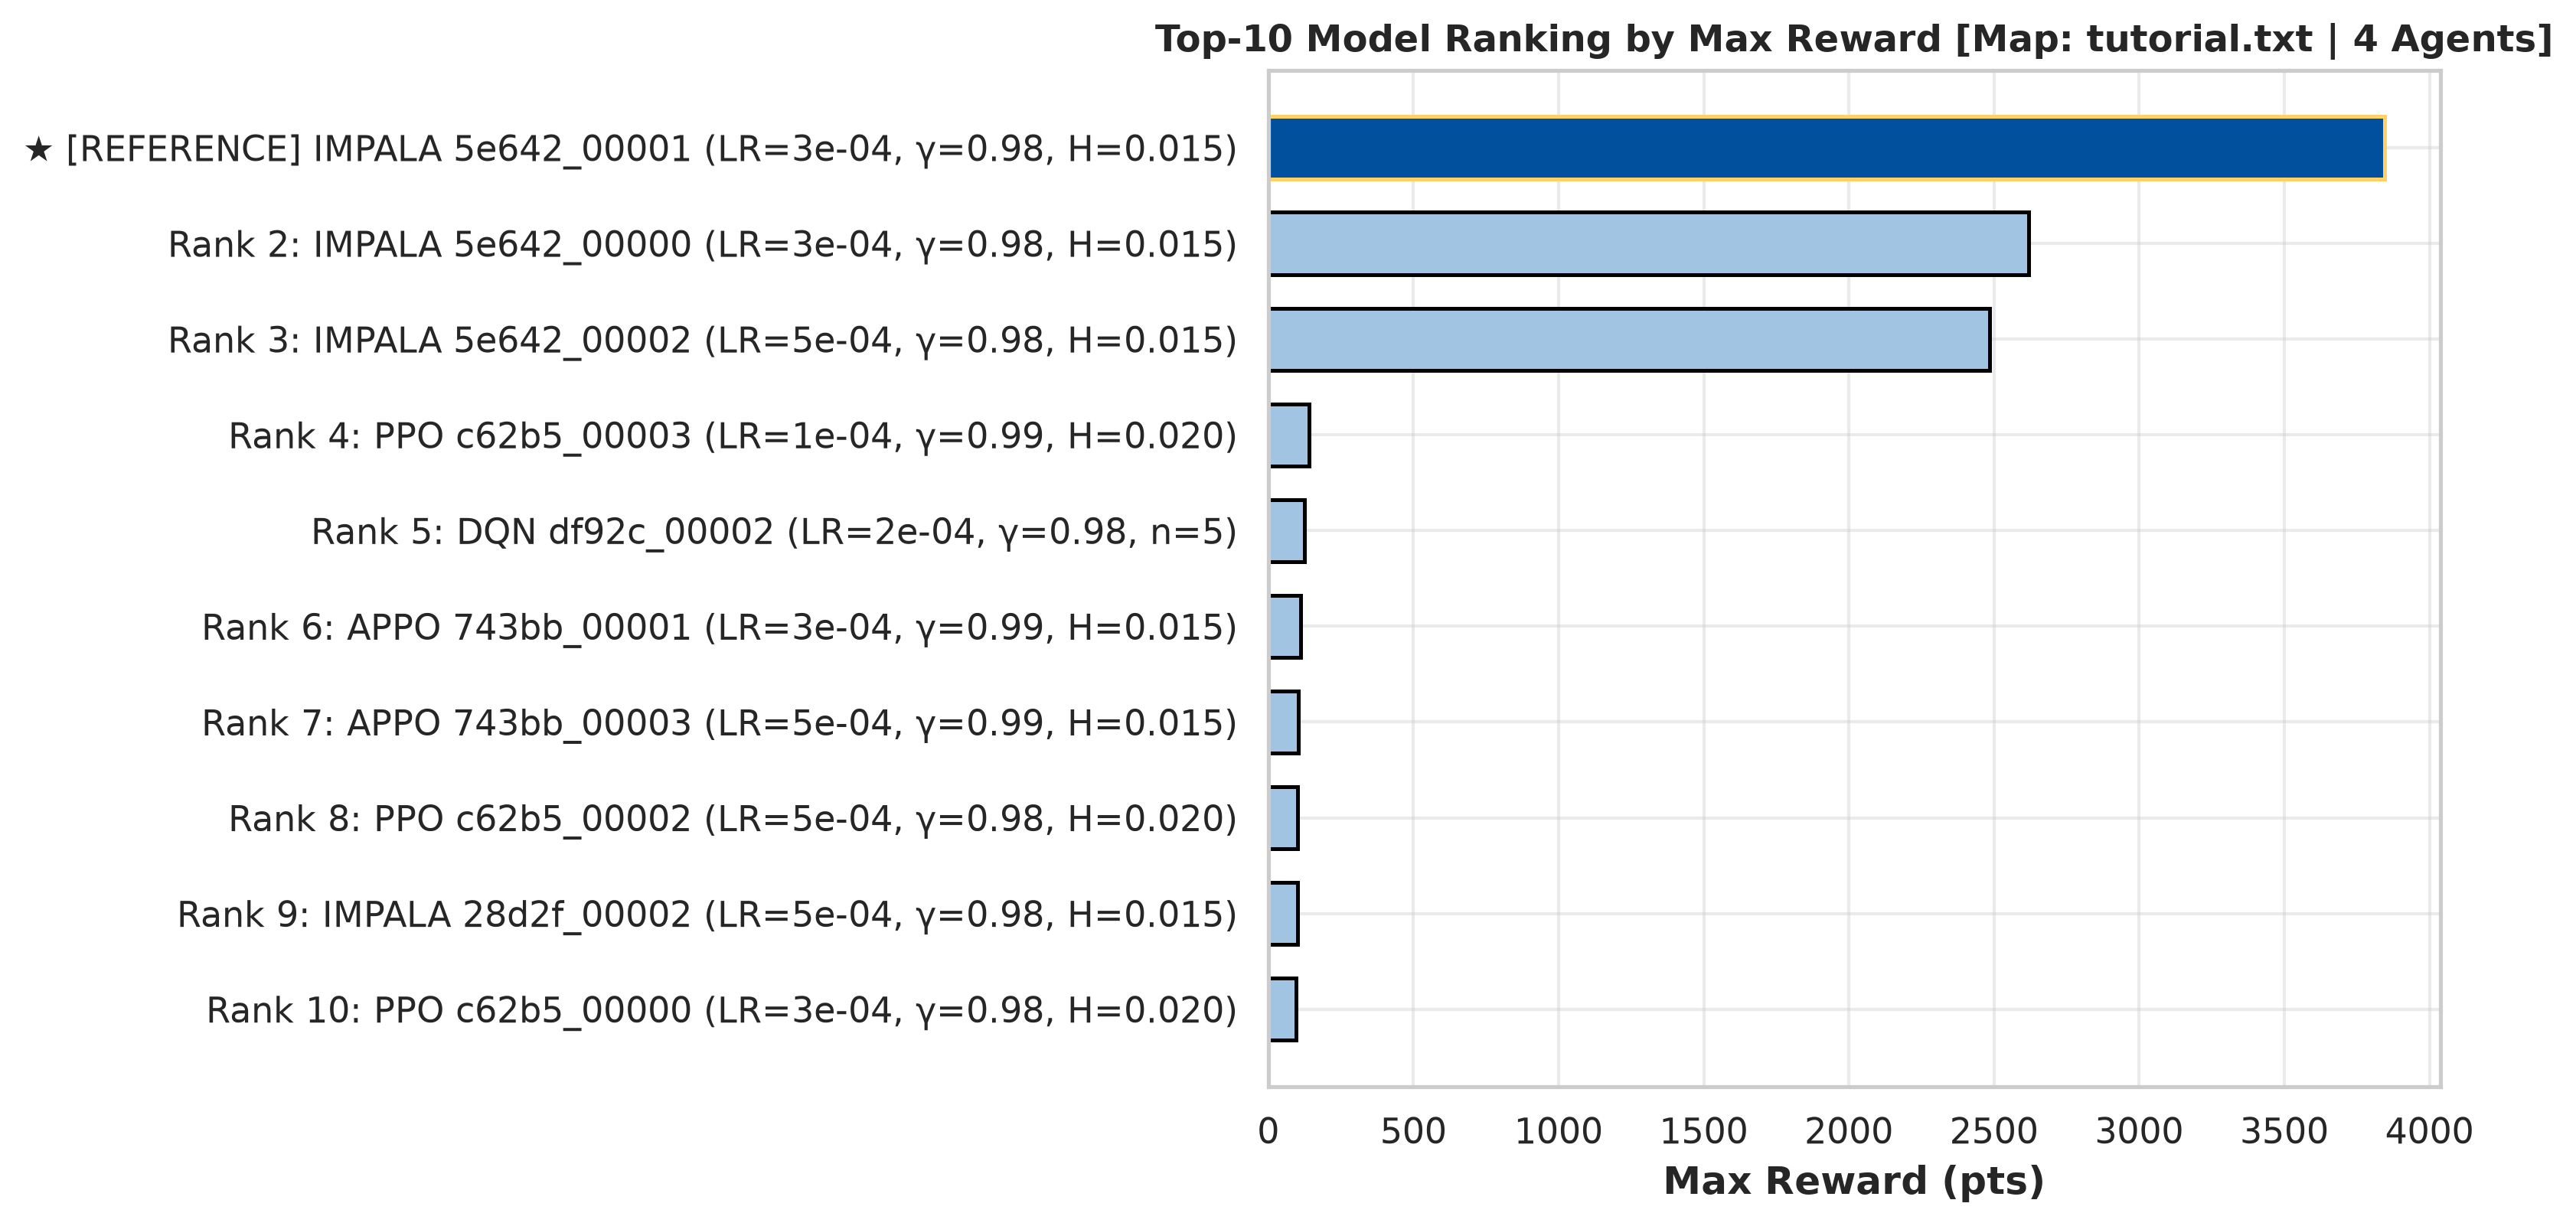 Top-10 Model Ranking by Max Reward [Map: tutorial.txt | 4 Agents]
★ [REFERENCE] IMPALA 5e642_00001 (LR=3e-04, γ=0.98, H=0.015)
Rank 2: IMPALA 5e642_00000 (LR=3e-04, γ=0.98, H=0.015)
Rank 3: IMPALA 5e642_00002 (LR=5e-04, γ=0.98, H=0.015)
Rank 4: PPO c62b5_00003 (LR=1e-04, γ=0.99, H=0.020)
Rank 5: DQN df92c_00002 (LR=2e-04, γ=0.98, n=5)
Rank 6: APPO 743bb_00001 (LR=3e-04, γ=0.99, H=0.015)
Rank 7: APPO 743bb_00003 (LR=5e-04, γ=0.99, H=0.015)
Rank 8: PPO c62b5_00002 (LR=5e-04, γ=0.98, H=0.020)
Rank 9: IMPALA 28d2f_00002 (LR=5e-04, γ=0.98, H=0.015)
Rank 10: PPO c62b5_00000 (LR=3e-04, γ=0.98, H=0.020)
0 500 1000 1500 2000 2500 3000 3500 4000
Max Reward (pts)